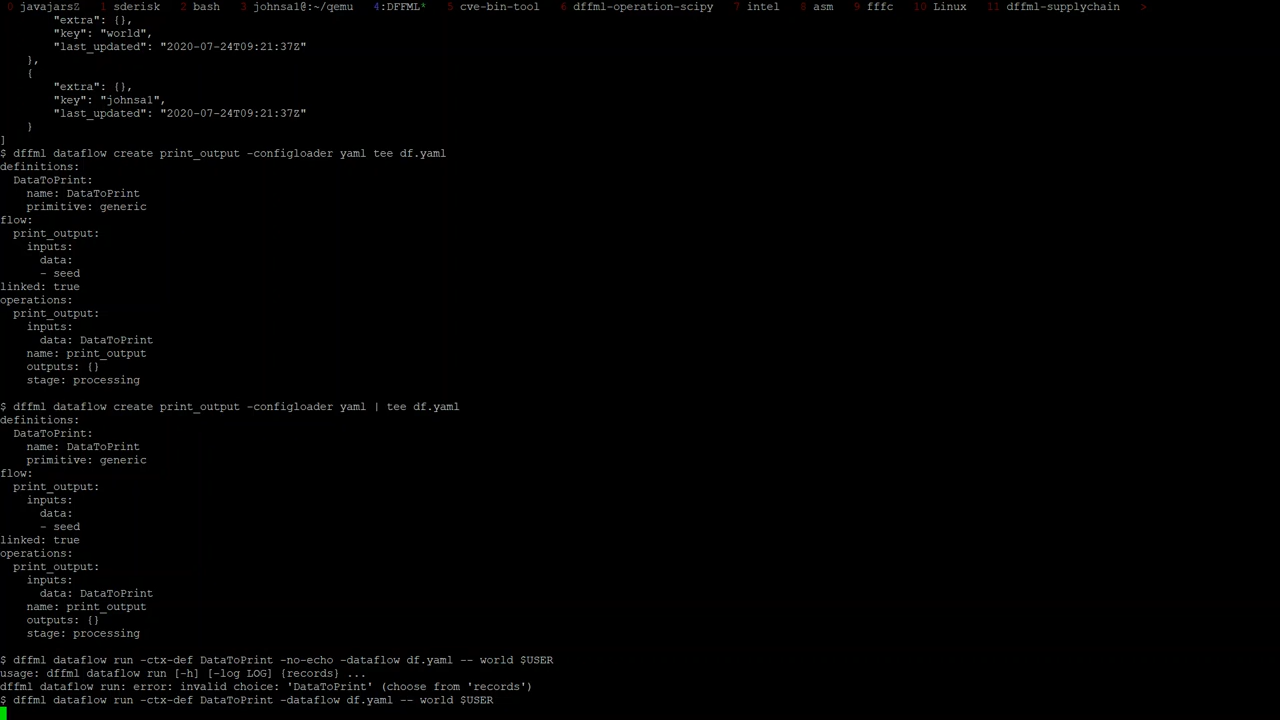 0 javajarsZ  1 sderisk  2 bash  3 johnsal@:~/qemu  4:DFFML*  5 cve-bin-tool  6 dffml-operation-scipy  7 intel  8 asm  9 fffc  10 Linux  11 dffml-supplychain  >
        "extra": {},
        "key": "world",
        "last_updated": "2020-07-24T09:21:37Z"
    },
    {
        "extra": {},
        "key": "johnsal",
        "last_updated": "2020-07-24T09:21:37Z"
    }
]
$ dffml dataflow create print_output -configloader yaml tee df.yaml
definitions:
  DataToPrint:
    name: DataToPrint
    primitive: generic
flow:
  print_output:
    inputs:
      data:
      - seed
linked: true
operations:
  print_output:
    inputs:
      data: DataToPrint
    name: print_output
    outputs: {}
    stage: processing

$ dffml dataflow create print_output -configloader yaml | tee df.yaml
definitions:
  DataToPrint:
    name: DataToPrint
    primitive: generic
flow:
  print_output:
    inputs:
      data:
      - seed
linked: true
operations:
  print_output:
    inputs:
      data: DataToPrint
    name: print_output
    outputs: {}
    stage: processing

$ dffml dataflow run -ctx-def DataToPrint -no-echo -dataflow df.yaml -- world $USER
usage: dffml dataflow run [-h] [-log LOG] {records} ...
dffml dataflow run: error: invalid choice: 'DataToPrint' (choose from 'records')
$ dffml dataflow run -ctx-def DataToPrint -dataflow df.yaml -- world $USER